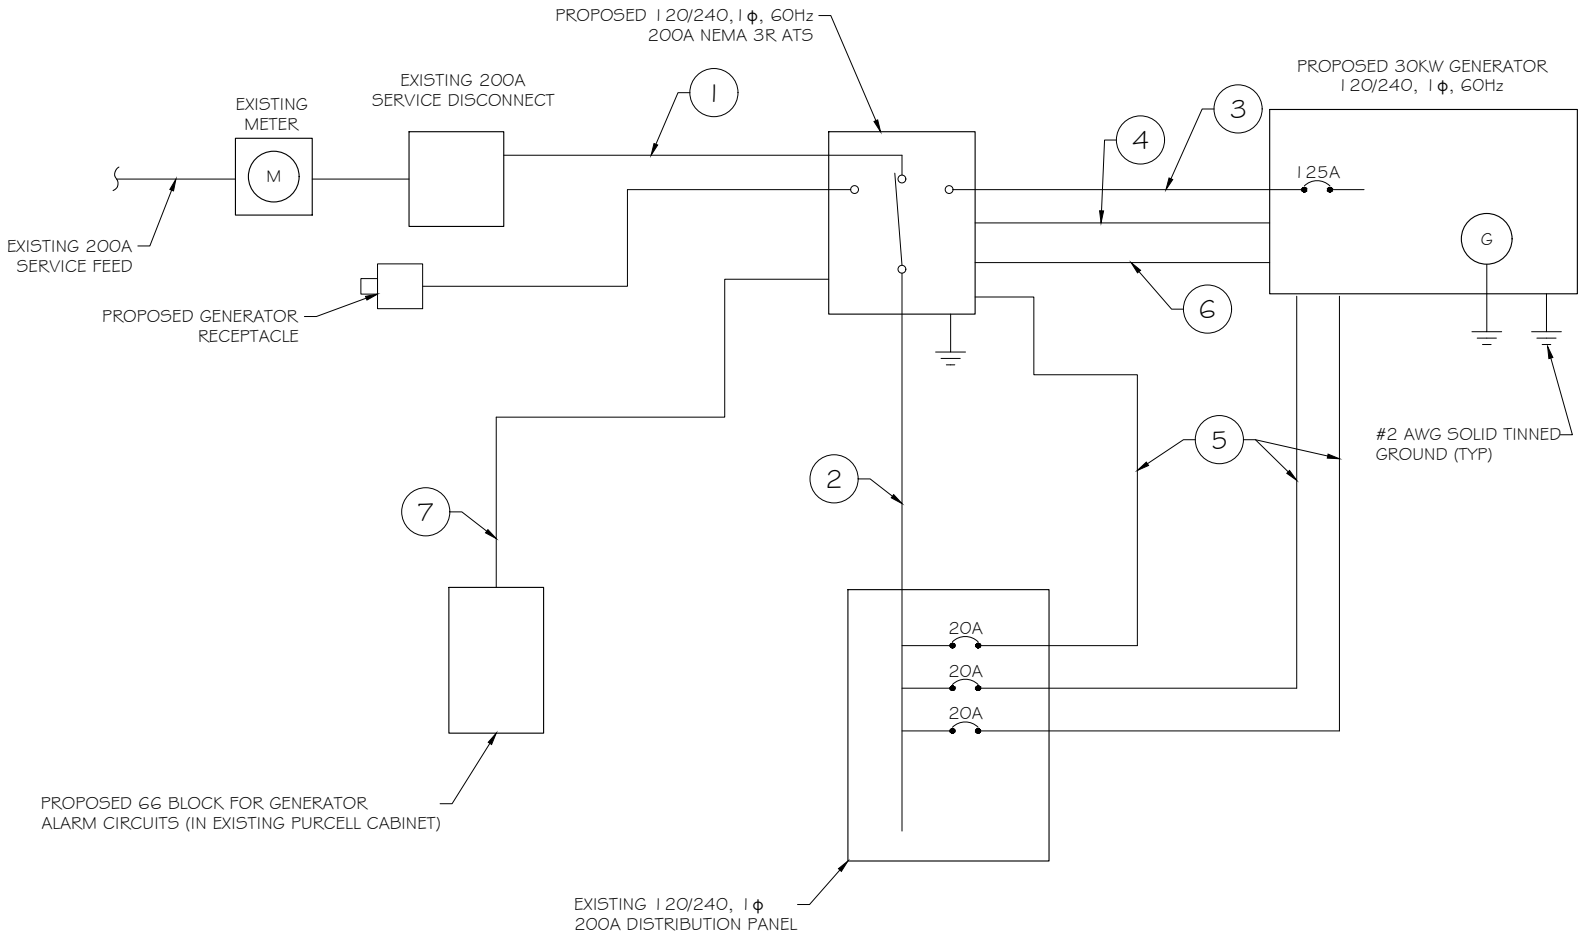 PROPOSED 120/240, 1ϕ, 60Hz
200A NEMA 3R ATS
EXISTING 200A
SERVICE DISCONNECT
1
EXISTING
METER
M
PROPOSED 30KW GENERATOR
120/240, 1ϕ, 60Hz
3
4
125A
G
EXISTING 200A
SERVICE FEED
PROPOSED GENERATOR
RECEPTACLE
6
#2 AWG SOLID TINNED
GROUND (TYP)
5
2
7
20A
20A
20A
PROPOSED 66 BLOCK FOR GENERATOR
ALARM CIRCUITS (IN EXISTING PURCELL CABINET)
EXISTING 120/240, 1ϕ
200A DISTRIBUTION PANEL